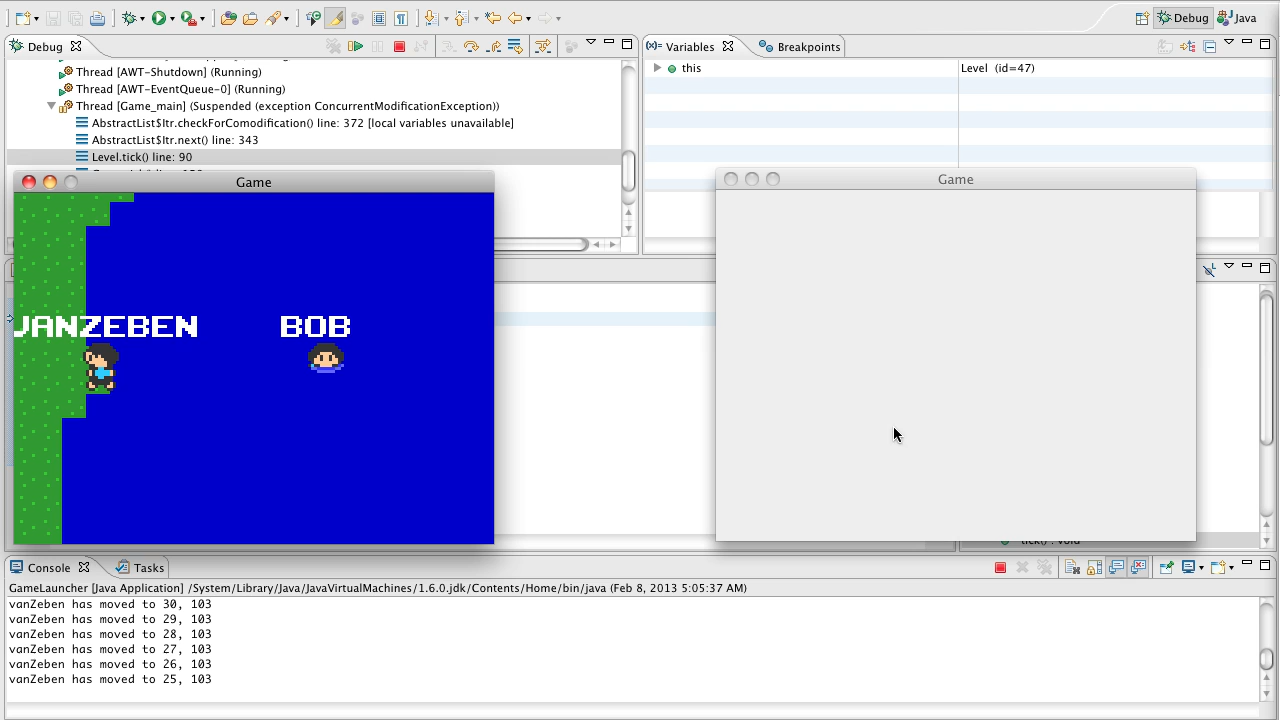 Debug
Java
Debug
Thread [AWT-Shutdown] (Running)
Thread [AWT-EventQueue-0] (Running)
Thread [Game_main] (Suspended (exception ConcurrentModificationException))
AbstractList$Itr.checkForComodification() line: 372 [local variables unavailable]
AbstractList$Itr.next() line: 343
Level.tick() line: 90
(x)= Variables
Breakpoints
this
Level (id=47)
Game
JANZEBEN
BOB
Game
tick() : void
Console
Tasks
GameLauncher [Java Application] /System/Library/Java/JavaVirtualMachines/1.6.0.jdk/Contents/Home/bin/java (Feb 8, 2013 5:05:37 AM)
vanZeben has moved to 30, 103
vanZeben has moved to 29, 103
vanZeben has moved to 28, 103
vanZeben has moved to 27, 103
vanZeben has moved to 26, 103
vanZeben has moved to 25, 103